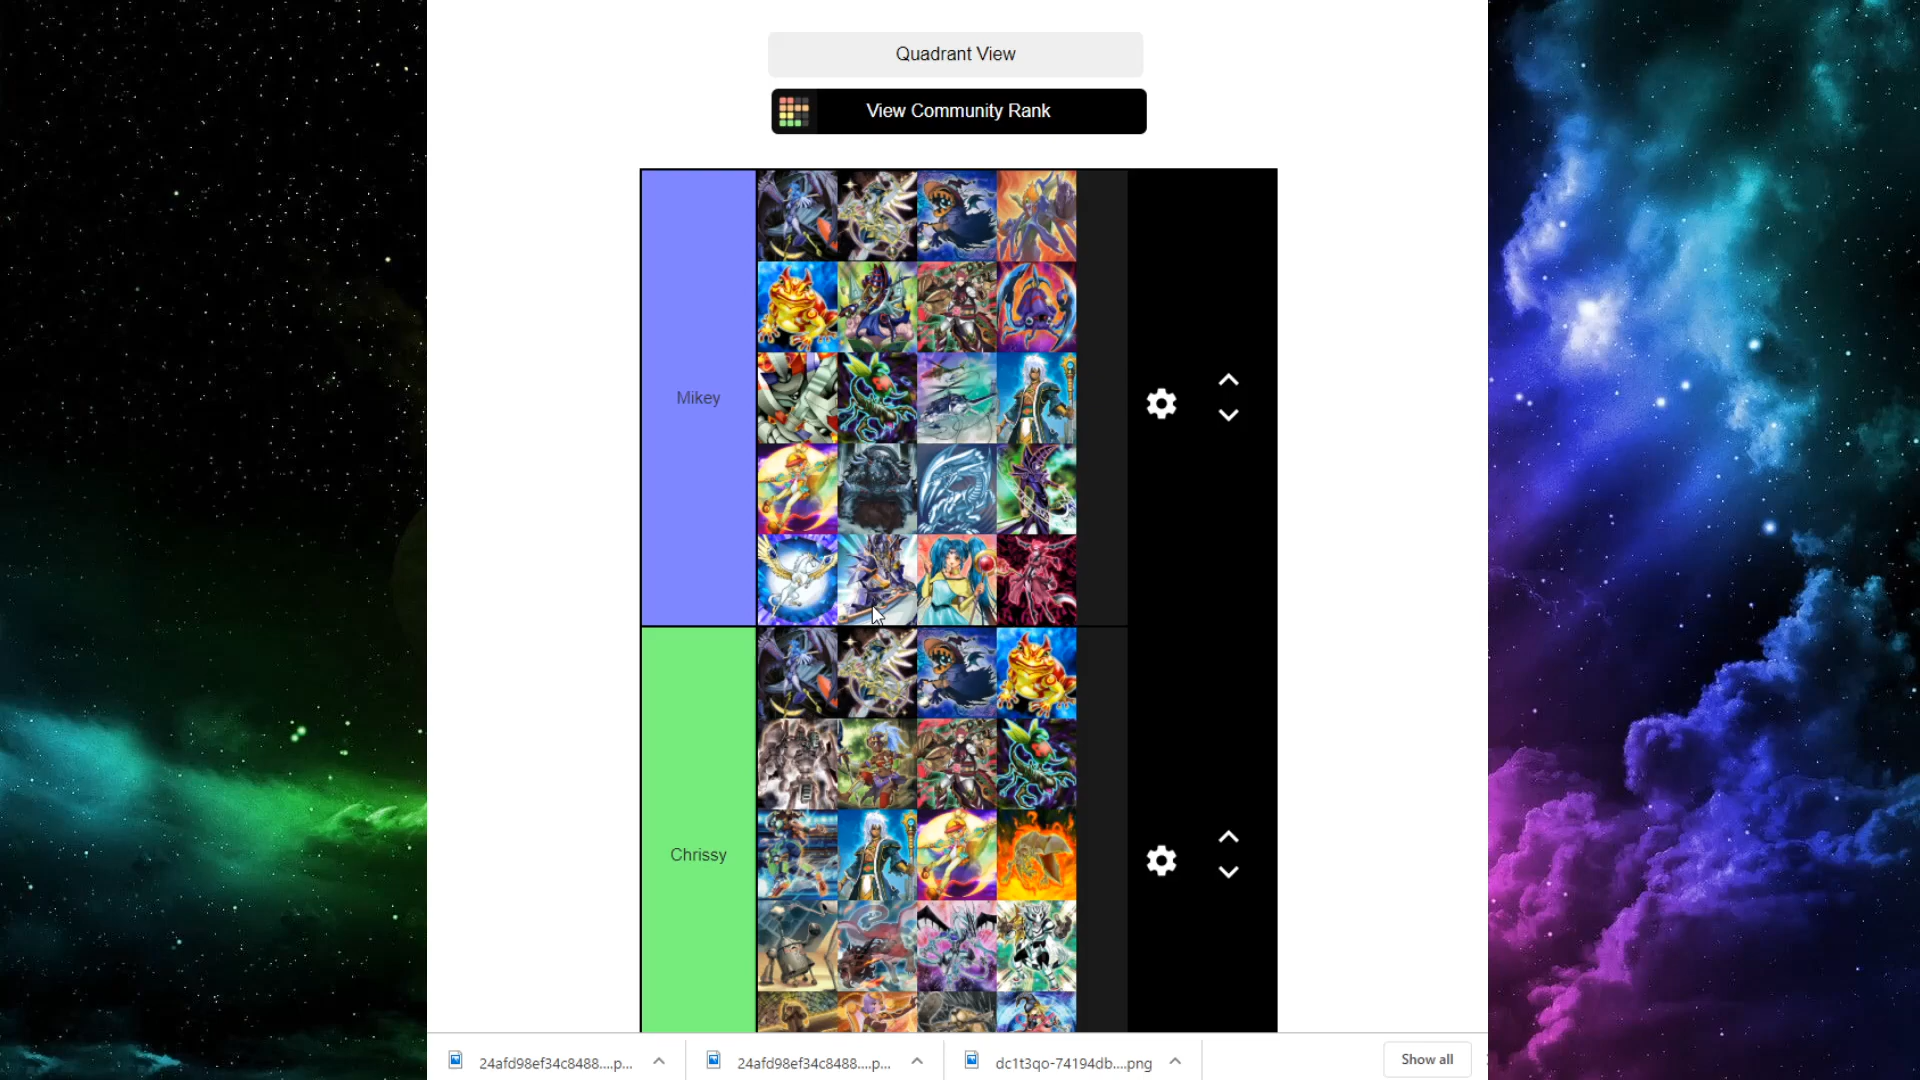 Quadrant View
View Community Rank
Mikey
Chrissy
24afd98ef34c8488....p...
24afd98ef34c8488....p...
dc1t3qo-74194db....png
Show all